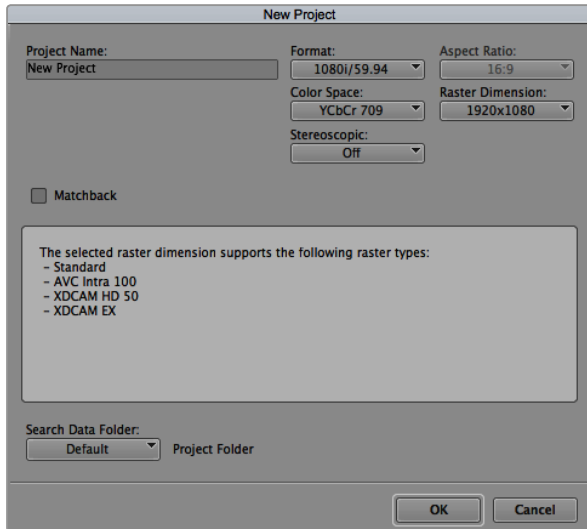 New Project
Project Name:
New Project
Format:
1080i/59.94
Aspect Ratio:
16:9
Color Space:
YCbCr 709
Raster Dimension:
1920x1080
Stereoscopic:
Off
Matchback
The selected raster dimension supports the following raster types:
- Standard
- AVC Intra 100
- XDCAM HD 50
- XDCAM EX
Search Data Folder:
Default
Project Folder
OK
Cancel